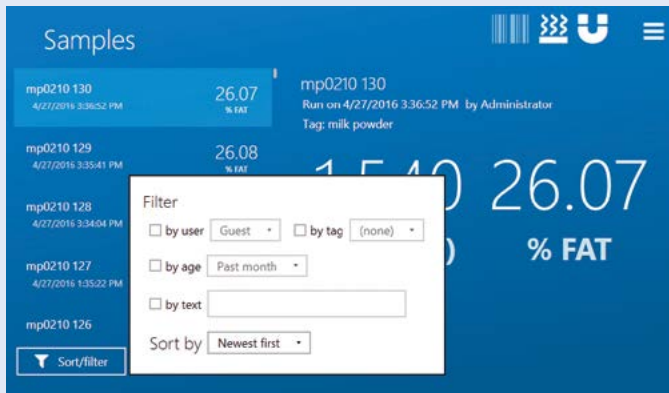 Samples
mp0210 130
4/27/2016 3:36:52 PM
26.07
% FAT
mp0210 129
4/27/2016 3:35:41 PM
26.08
% FAT
mp0210 128
4/27/2016 3:34:04 PM
mp0210 127
4/27/2016 1:35:22 PM
mp0210 126
Sort/filter
mp0210 130
Run on 4/27/2016 3:36:52 PM by Administrator
Tag: milk powder
26.07
% FAT
Filter
by user Guest by tag (none)
by age Past month
by text
Sort by Newest first